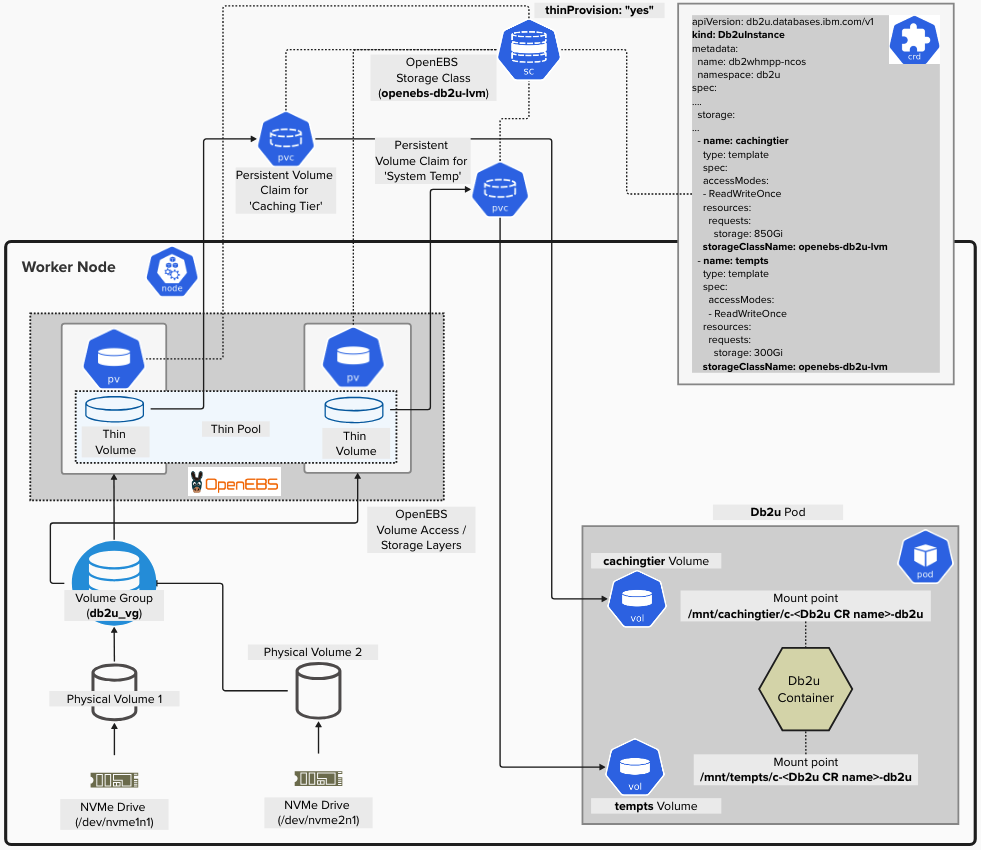 thinProvision: "yes"
sc
OpenEBS
Storage Class
(openebs-db2u-lvm)
pvc
Persistent Volume
Claim for
'Caching Tier'
Persistent
Volume Claim for
'System Temp'
pvc
apiVersion: db2u.databases.ibm.com/v1
kind: Db2uInstance
metadata:
name: db2whmpp-ncos
namespace: db2u
spec:
....
storage:
...
- name: cachingtier
type: template
spec:
accessModes:
- ReadWriteOnce
resources:
requests:
storage: 850Gi
storageClassName: openebs-db2u-lvm
- name: tempts
type: template
spec:
accessModes:
- ReadWriteOnce
resources:
requests:
storage: 300Gi
storageClassName: openebs-db2u-lvm
crd
Worker Node
node
pv
pv
Thin
Volume
Thin Pool
Thin
Volume
OpenEBS
OpenEBS
Volume Access /
Storage Layers
Volume Group
(db2u_vg)
Physical Volume 1
Physical Volume 2
NVMe Drive
(/dev/nvme1n1)
NVMe Drive
(/dev/nvme2n1)
Db2u Pod
pod
cachingtier Volume
vol
Mount point
/mnt/cachingtier/c-<Db2u CR name>-db2u
Db2u
Container
Mount point
/mnt/tempts/c-<Db2u CR name>-db2u
vol
tempts Volume